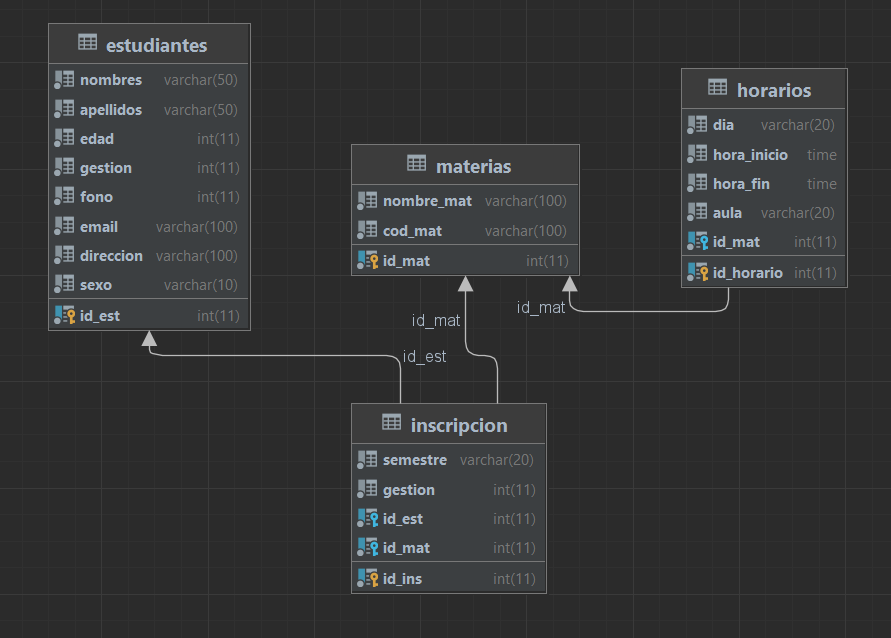 estudiantes
nombres varchar(50)
apellidos varchar(50)
edad int(11)
gestion int(11)
fono int(11)
email varchar(100)
direccion varchar(100)
sexo varchar(10)
id_est int(11)
materias
nombre_mat varchar(100)
cod_mat varchar(100)
id_mat int(11)
horarios
dia varchar(20)
hora_inicio time
hora_fin time
aula varchar(20)
id_mat int(11)
id_horario int(11)
id_mat
id_mat
id_est
inscripcion
semestre varchar(20)
gestion int(11)
id_est int(11)
id_mat int(11)
id_ins int(11)